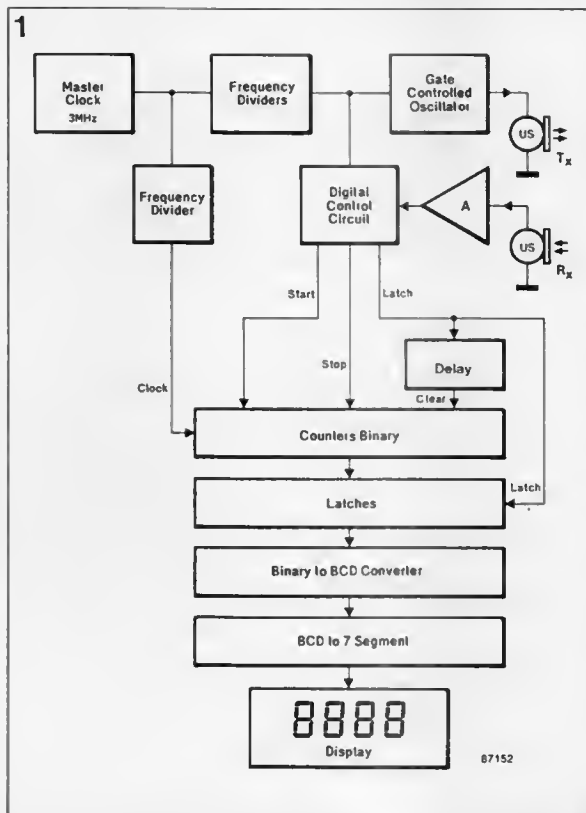 1
Master
Clock
3MHz
Frequency
Dividers
Gate
Controlled
Oscillator
US
Tx
Frequency
Divider
Digital
Control
Circuil
A
US
Rx
Start
Latch
Stop
Delay
Clock
Clear
Counters Binary
Latch
Latches
Binary to BCD Converter
BCD to 7 Segment
8888
Display
87152